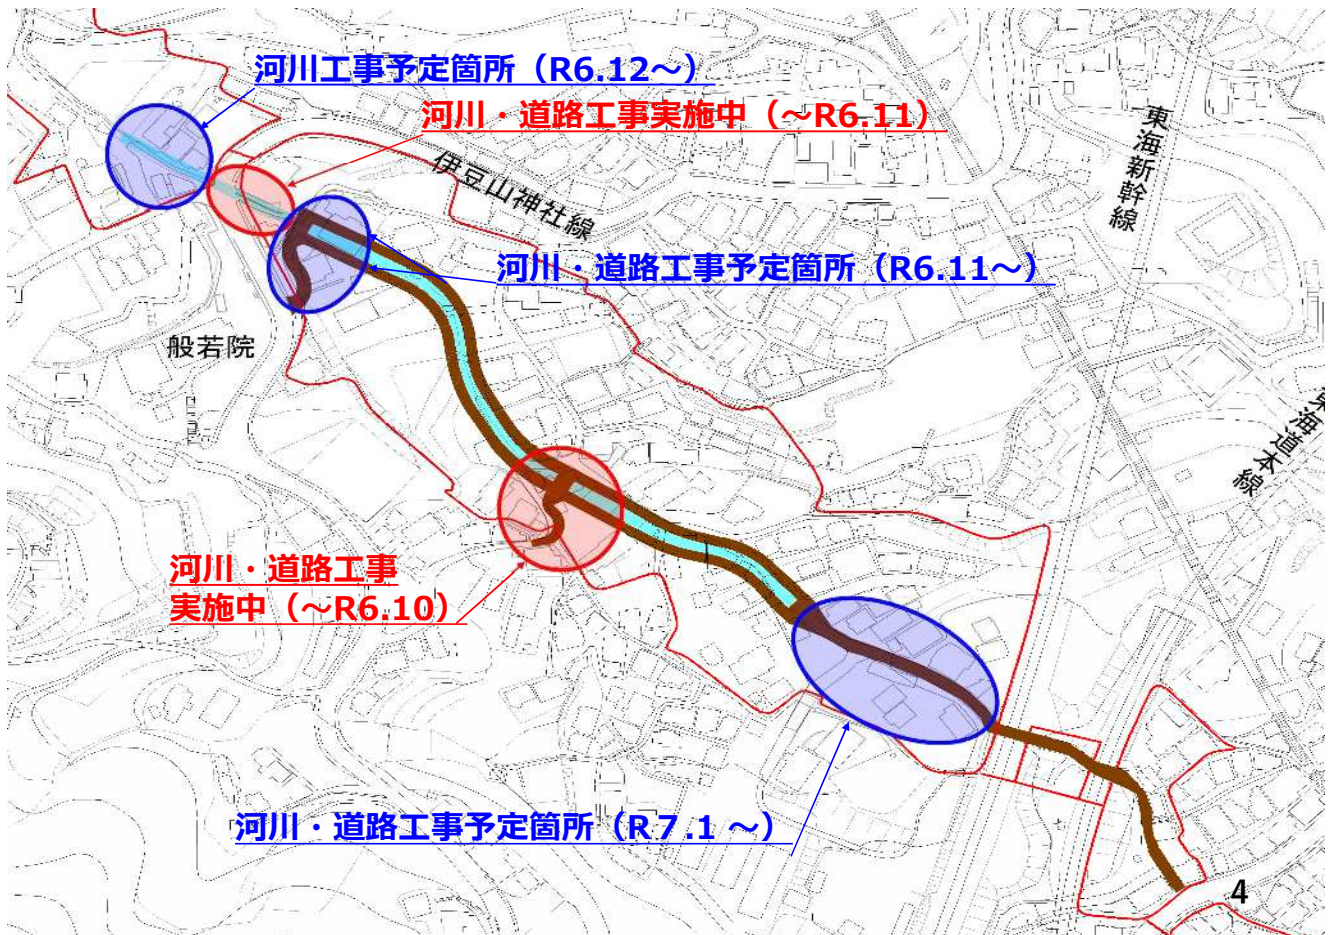 河川工事予定箇所（R6.12～）
河川・道路工事実施中（～R6.11）
東海新幹線
伊豆山神社線
河川・道路工事予定箇所（R6.11～）
般若院
東海道本線
河川・道路工事
実施中（～R6.10）
河川・道路工事予定箇所（R７.1 ～）
4